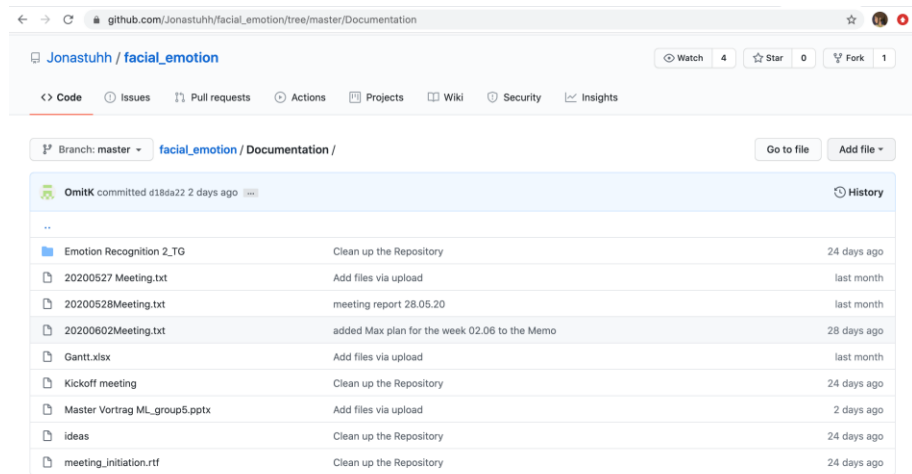 github.com/Jonastuhh/facial_emotion/tree/master/Documentation
Jonastuhh / facial_emotion
Watch 4 Star 0 Fork 1
<> Code Issues Pull requests Actions Projects Wiki Security Insights
Branch: master facial_emotion / Documentation / Go to file Add file
OmitK committed d18da22 2 days ago ... History
..
Emotion Recognition 2_TG Clean up the Repository 24 days ago
20200527 Meeting.txt Add files via upload last month
20200528Meeting.txt meeting report 28.05.20 last month
20200602Meeting.txt added Max plan for the week 02.06 to the Memo 28 days ago
Gantt.xlsx Add files via upload last month
Kickoff meeting Clean up the Repository 24 days ago
Master Vortrag ML_group5.pptx Add files via upload 2 days ago
ideas Clean up the Repository 24 days ago
meeting_initiation.rtf Clean up the Repository 24 days ago